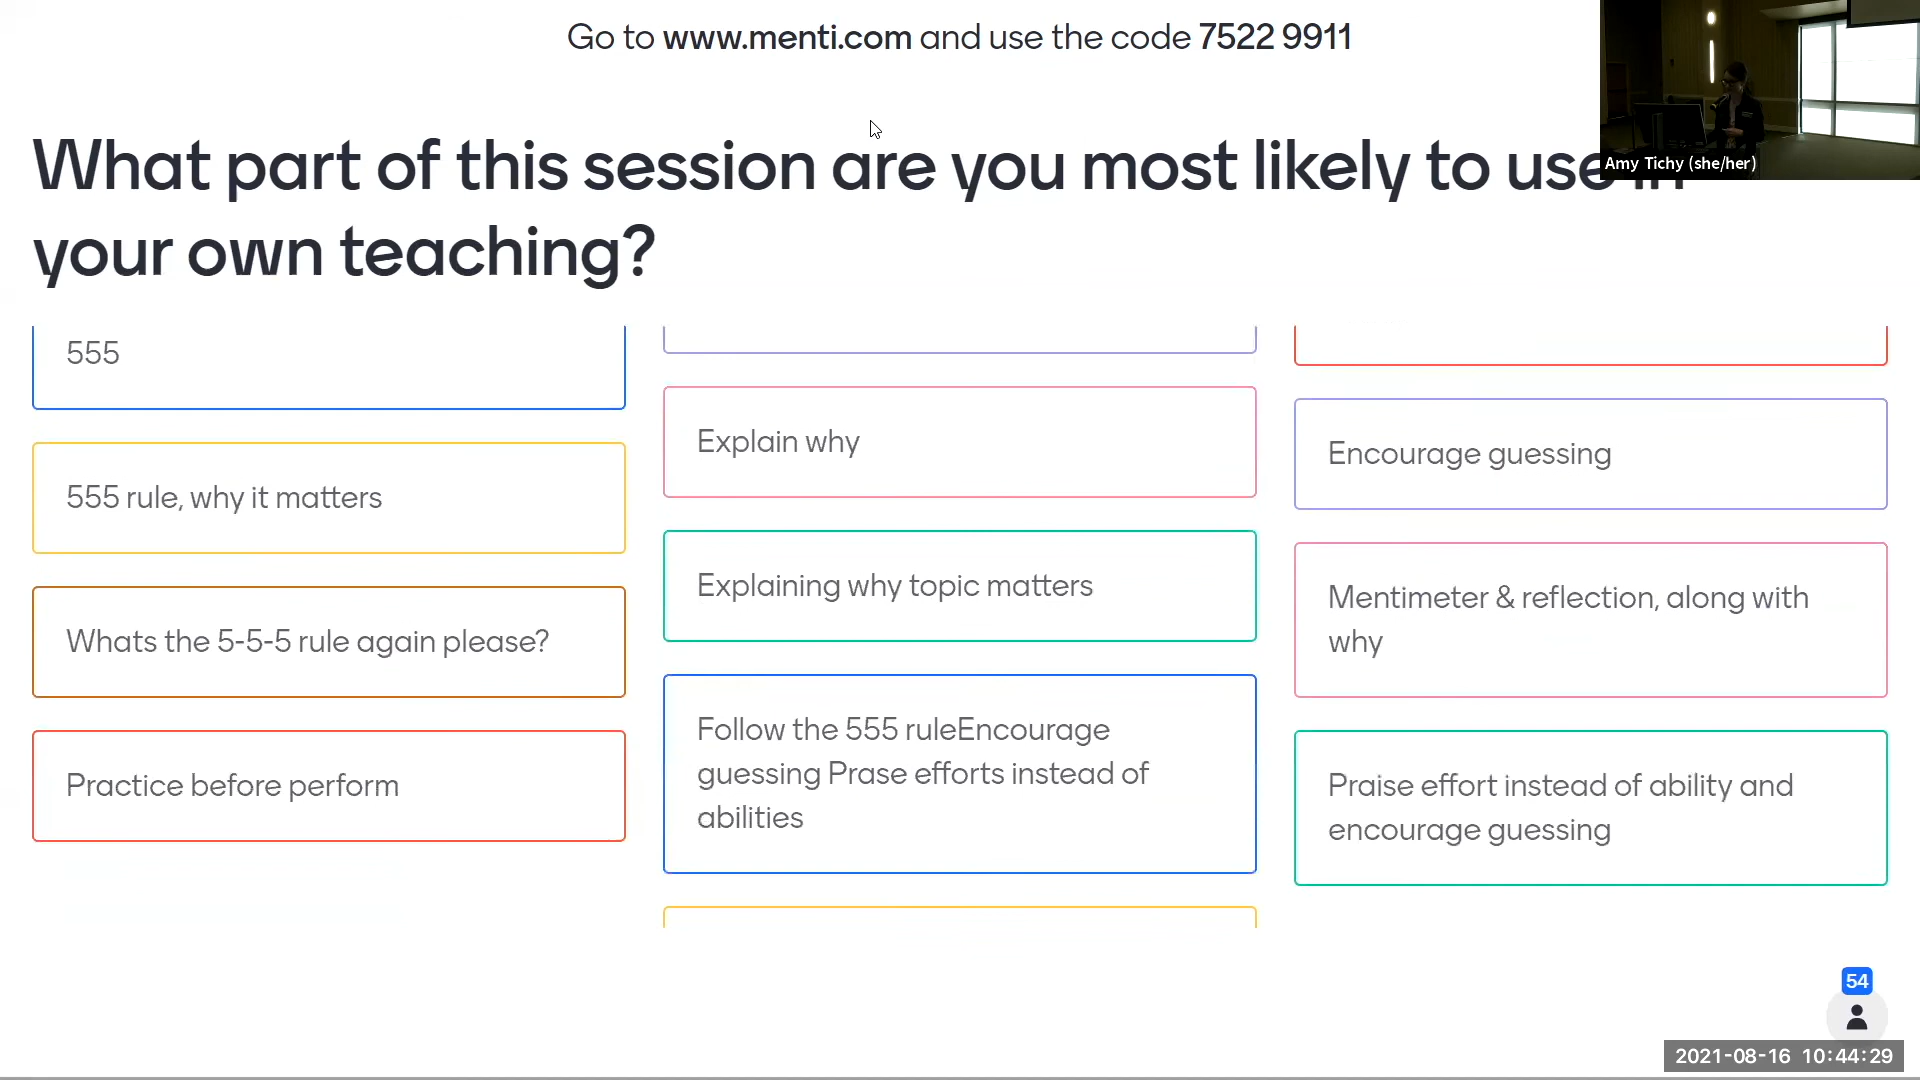 Go to www.menti.com and use the code 7522 9911
Amy Tichy (she/her)
What part of this session are you most likely to use in
your own teaching?
555
555 rule, why it matters
Whats the 5-5-5 rule again please?
Practice before perform
Explain why
Explaining why topic matters
Follow the 555 ruleEncourage
guessing Prase efforts instead of
abilities
Encourage guessing
Mentimeter & reflection, along with
why
Praise effort instead of ability and
encourage guessing
54
2021-08-16 10:44:29